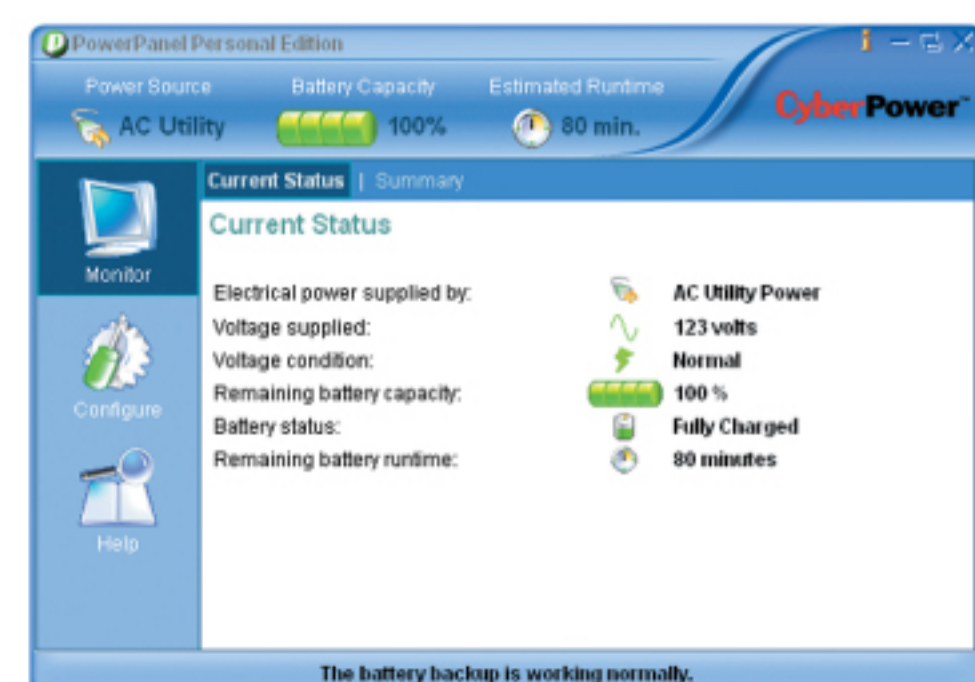 PowerPanel Personal Edition
Power Source Battery Capacity Estimated Runtime
AC Utility 100% 80 min.
CyberPower™
Current Status | Summary
Current Status
Monitor
Electrical power supplied by: AC Utility Power
Voltage supplied: 123 volts
Voltage condition: Normal
Remaining battery capacity: 100 %
Configure
Battery status: Fully Charged
Remaining battery runtime: 80 minutes
Help
The battery backup is working normally.